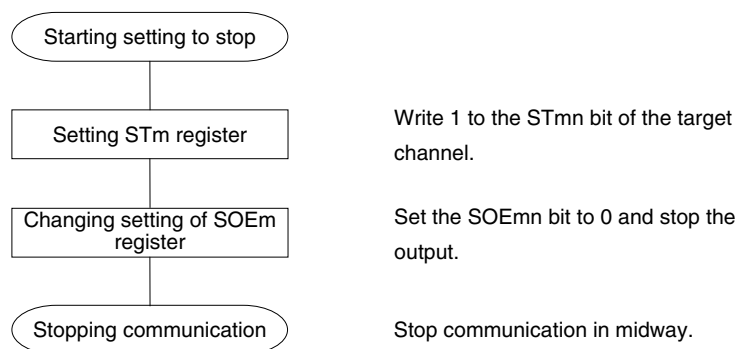 Starting setting to stop
Setting STm register
Write 1 to the STmn bit of the target
channel.
Changing setting of SOEm
register
Set the SOEmn bit to 0 and stop the
output.
Stopping communication
Stop communication in midway.